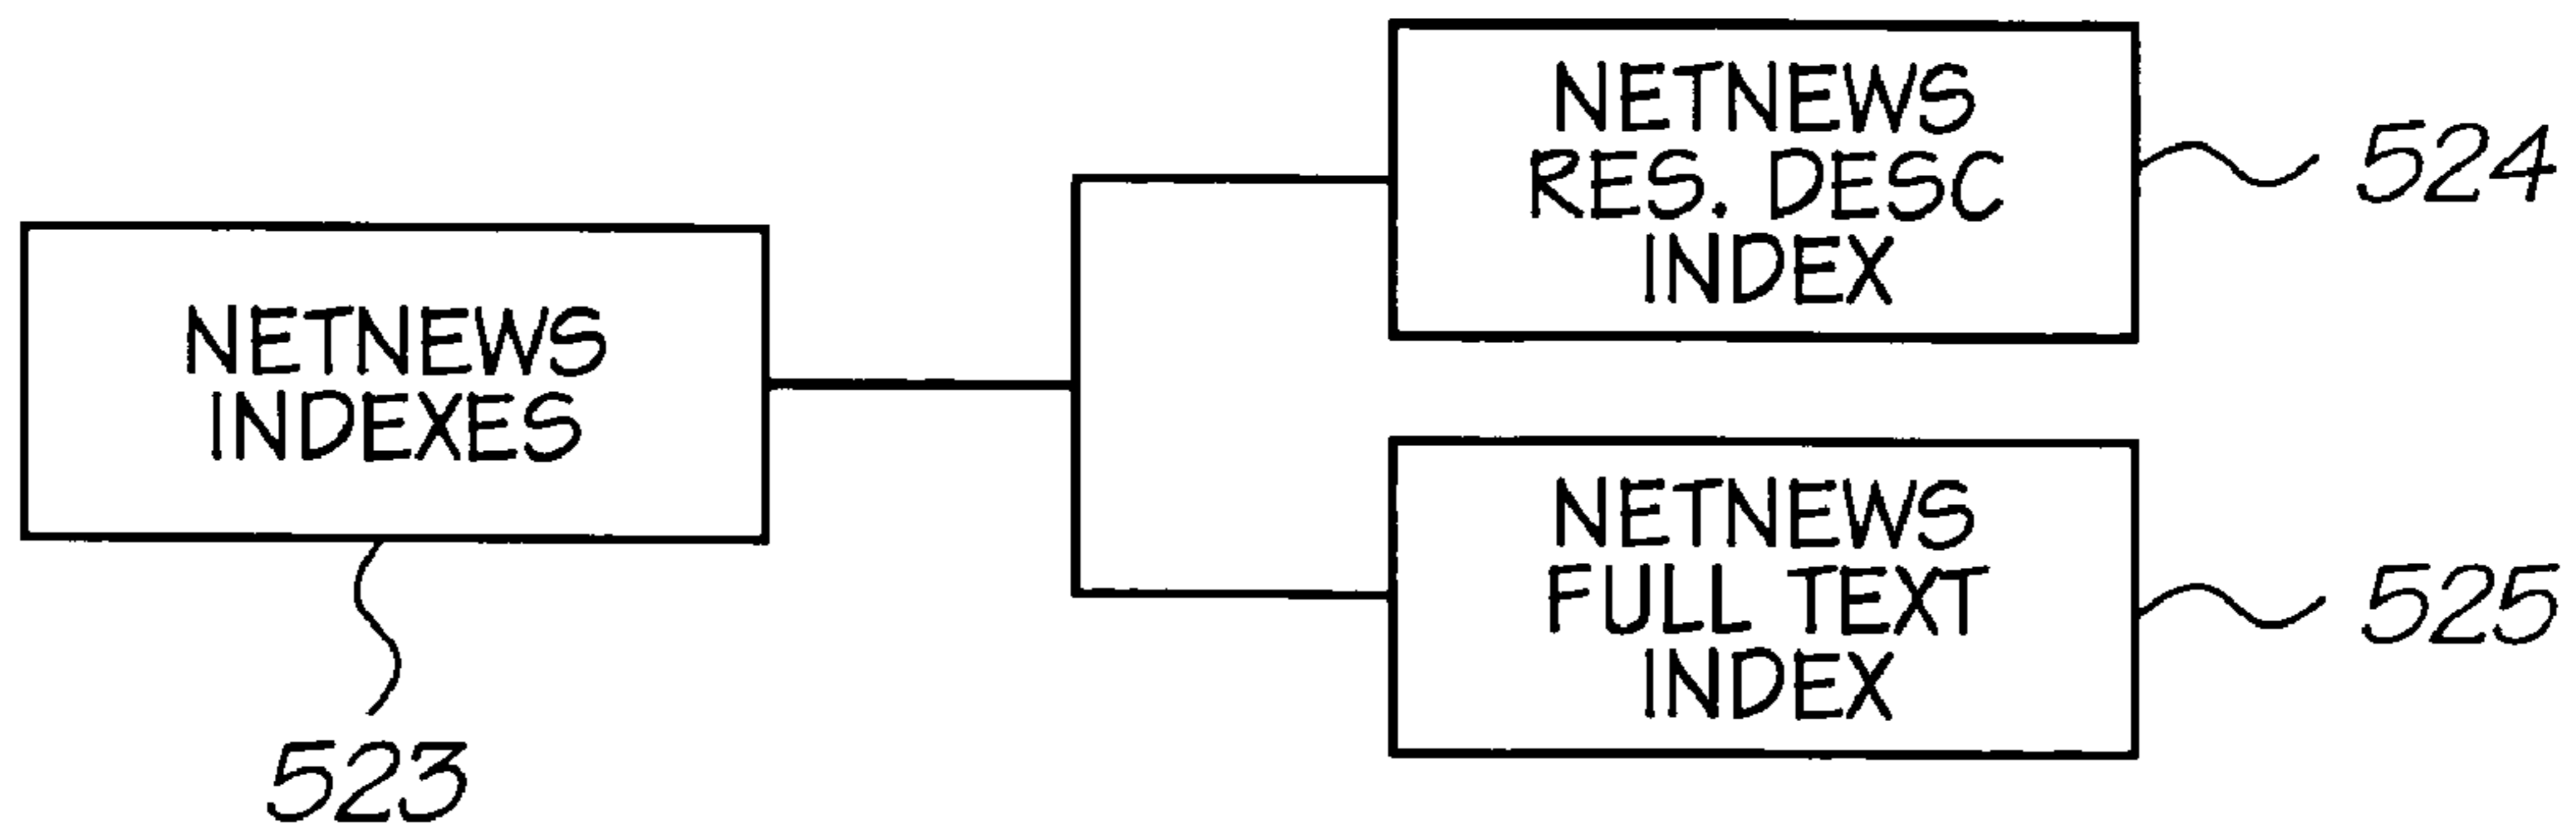 NETNEWS
INDEXES
523
NETNEWS
RES. DESC
INDEX
524
NETNEWS
FULL TEXT
INDEX
525